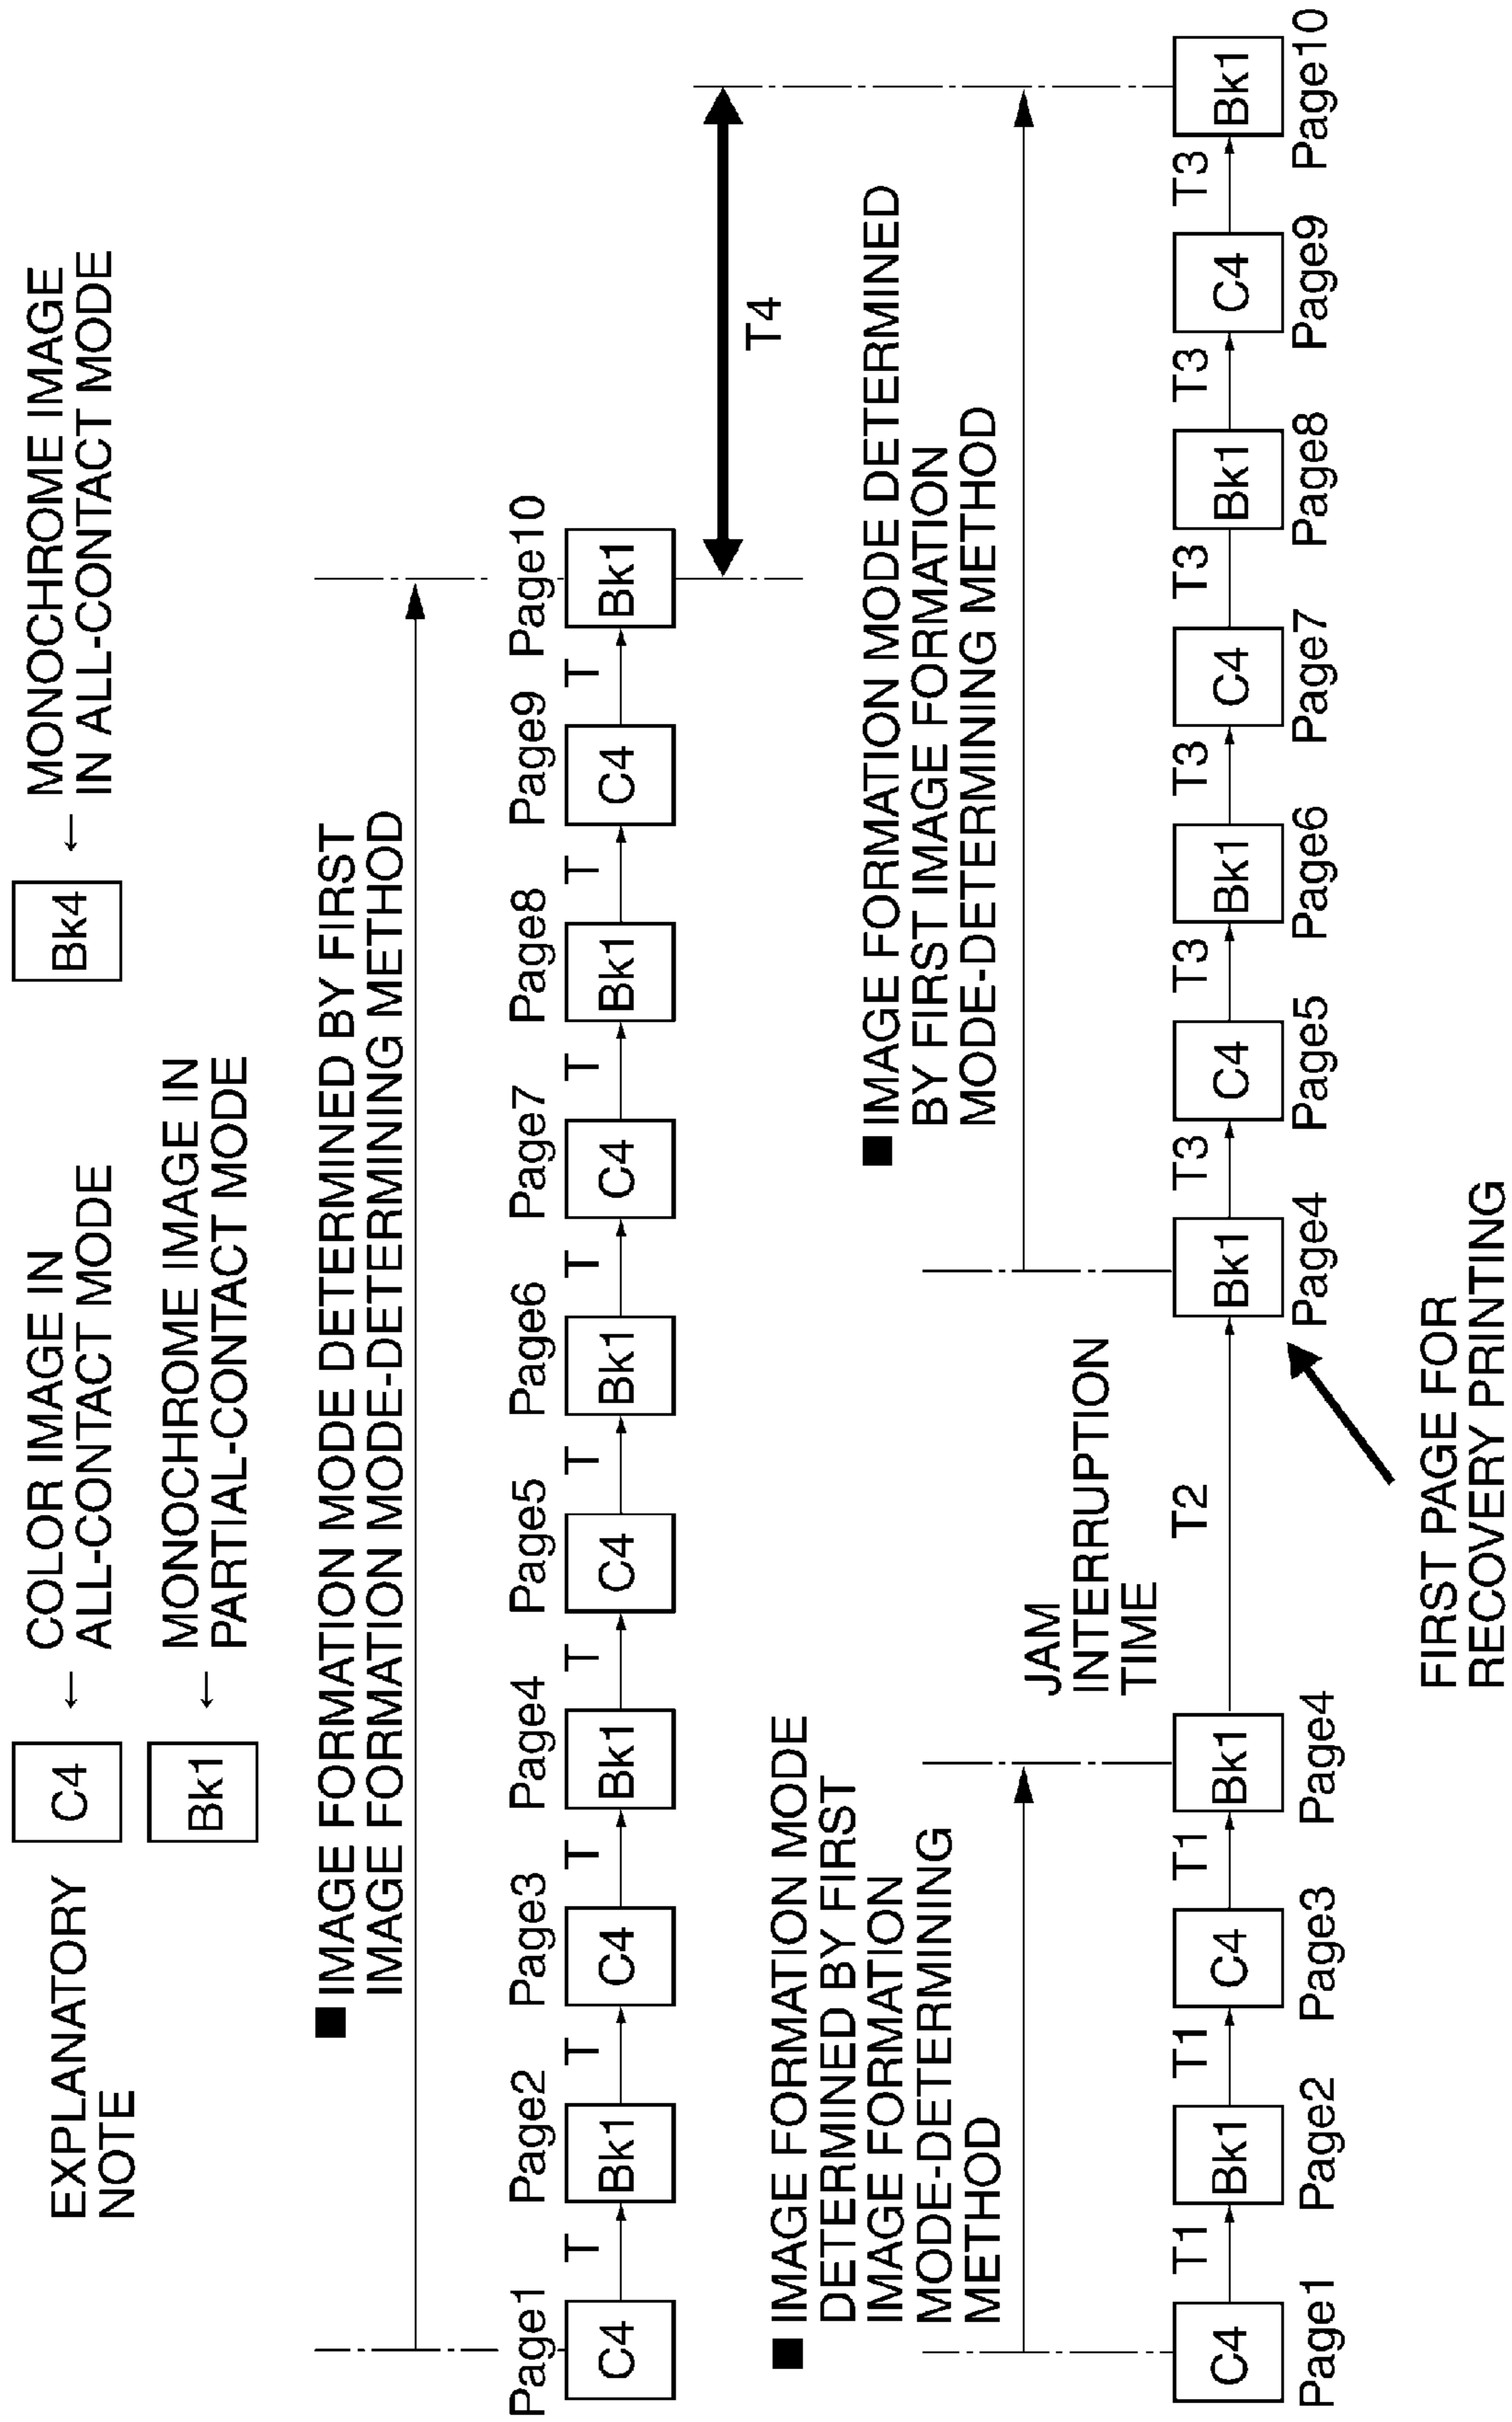 EXPLANATORY
NOTE
C4 ← COLOR IMAGE IN
ALL-CONTACT MODE
Bk4 ← MONOCHROME IMAGE
IN ALL-CONTACT MODE
Bk1 ← MONOCHROME IMAGE IN
PARTIAL-CONTACT MODE
■ IMAGE FORMATION MODE DETERMINED BY FIRST
IMAGE FORMATION MODE-DETERMINING METHOD
Page1 Page2 Page3 Page4 Page5 Page6 Page7 Page8 Page9 Page10
T T T T T T T T T
C4 Bk1 C4 Bk1 C4 Bk1 C4 Bk1 C4 Bk1
T4
■ IMAGE FORMATION MODE
DETERMINED BY FIRST
IMAGE FORMATION
MODE-DETERMINING
METHOD
JAM
INTERRUPTION
TIME
■ IMAGE FORMATION MODE DETERMINED
BY FIRST IMAGE FORMATION
MODE-DETERMINING METHOD
T1 T1 T1 T2 T3 T3 T3 T3 T3 T3
C4 Bk1 C4 Bk1 Bk1 C4 Bk1 C4 Bk1 C4 Bk1
Page1 Page2 Page3 Page4 Page4 Page5 Page6 Page7 Page8 Page9 Page10
FIRST PAGE FOR
RECOVERY PRINTING